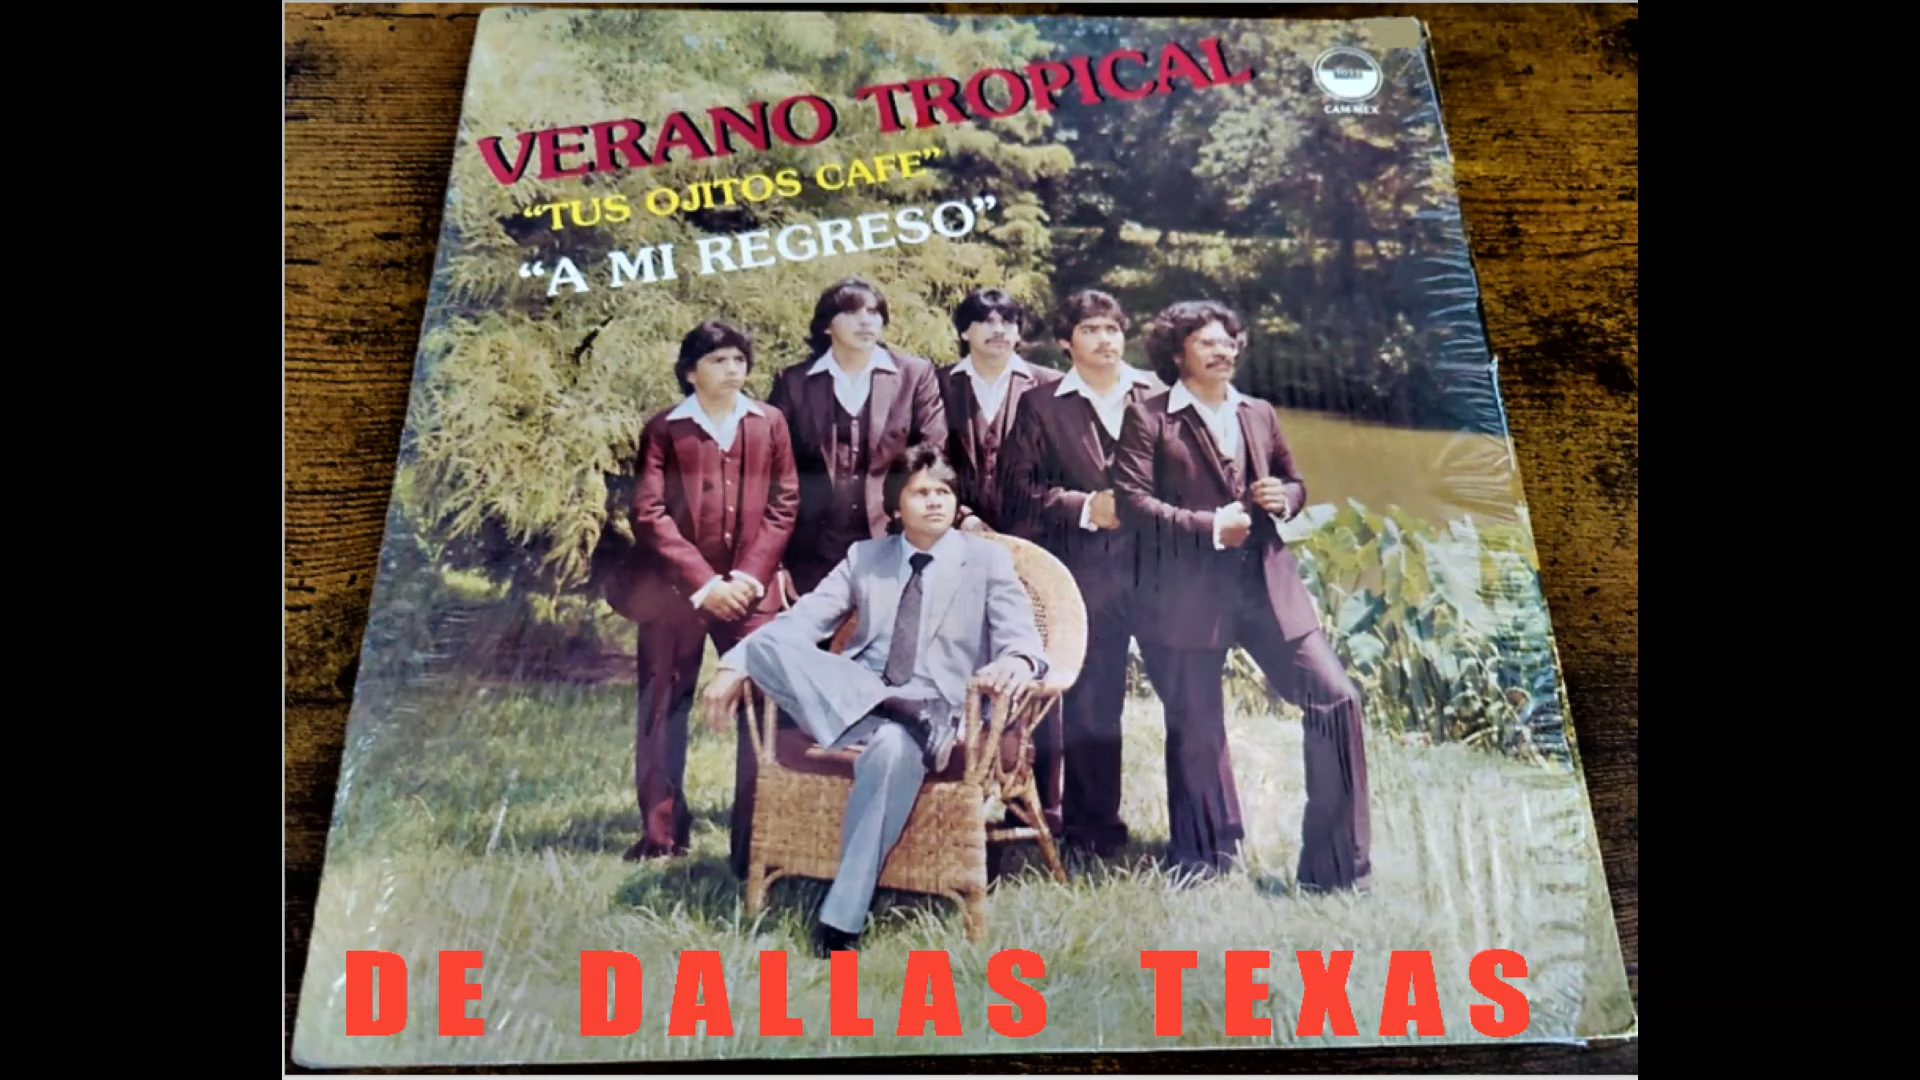 VERANO TROPICAL
"TUS OJITOS CAFE"
"A MI REGRESO"
CAM-MEX
DE DALLAS TEXAS